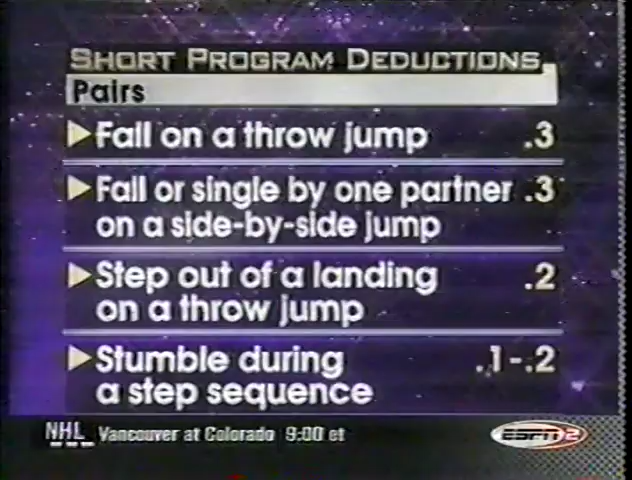 SHORT PROGRAM DEDUCTIONS
Pairs
Fall on a throw jump .3
Fall or single by one partner .3
on a side-by-side jump
Step out of a landing .2
on a throw jump
Stumble during .1-.2
a step sequence
NHL Vancouver at Colorado 9:00 et ESPN2